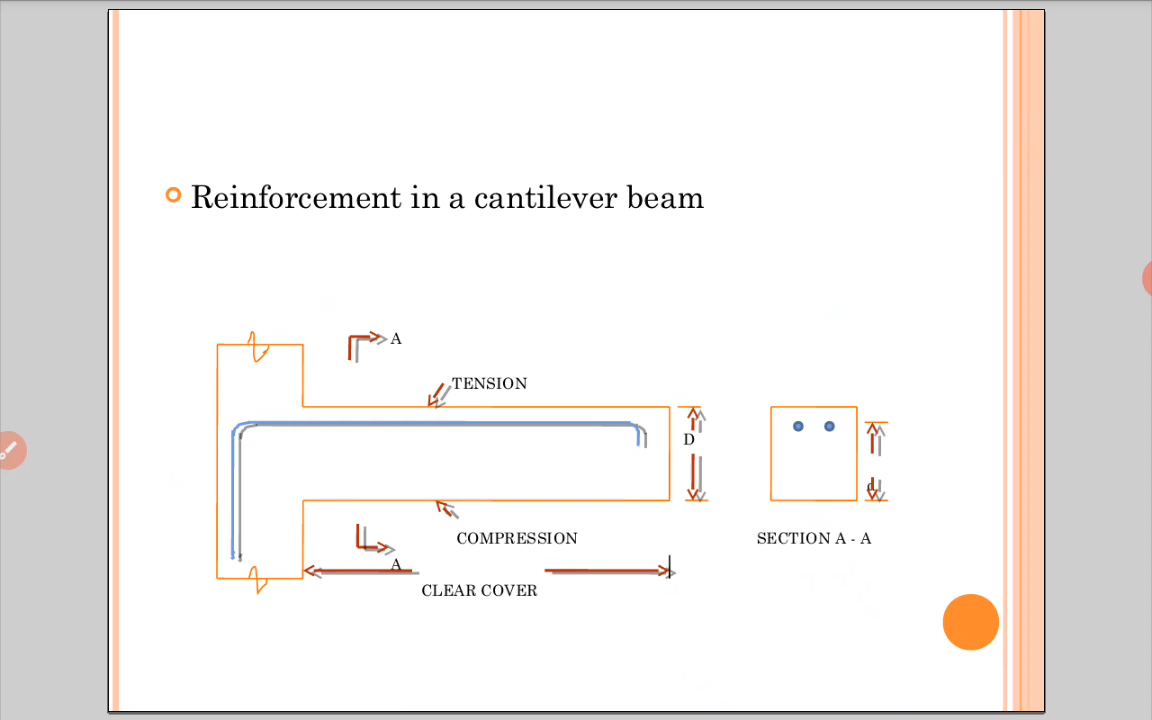 Reinforcement in a cantilever beam
A
TENSION
D
d
COMPRESSION
SECTION A - A
A
CLEAR COVER